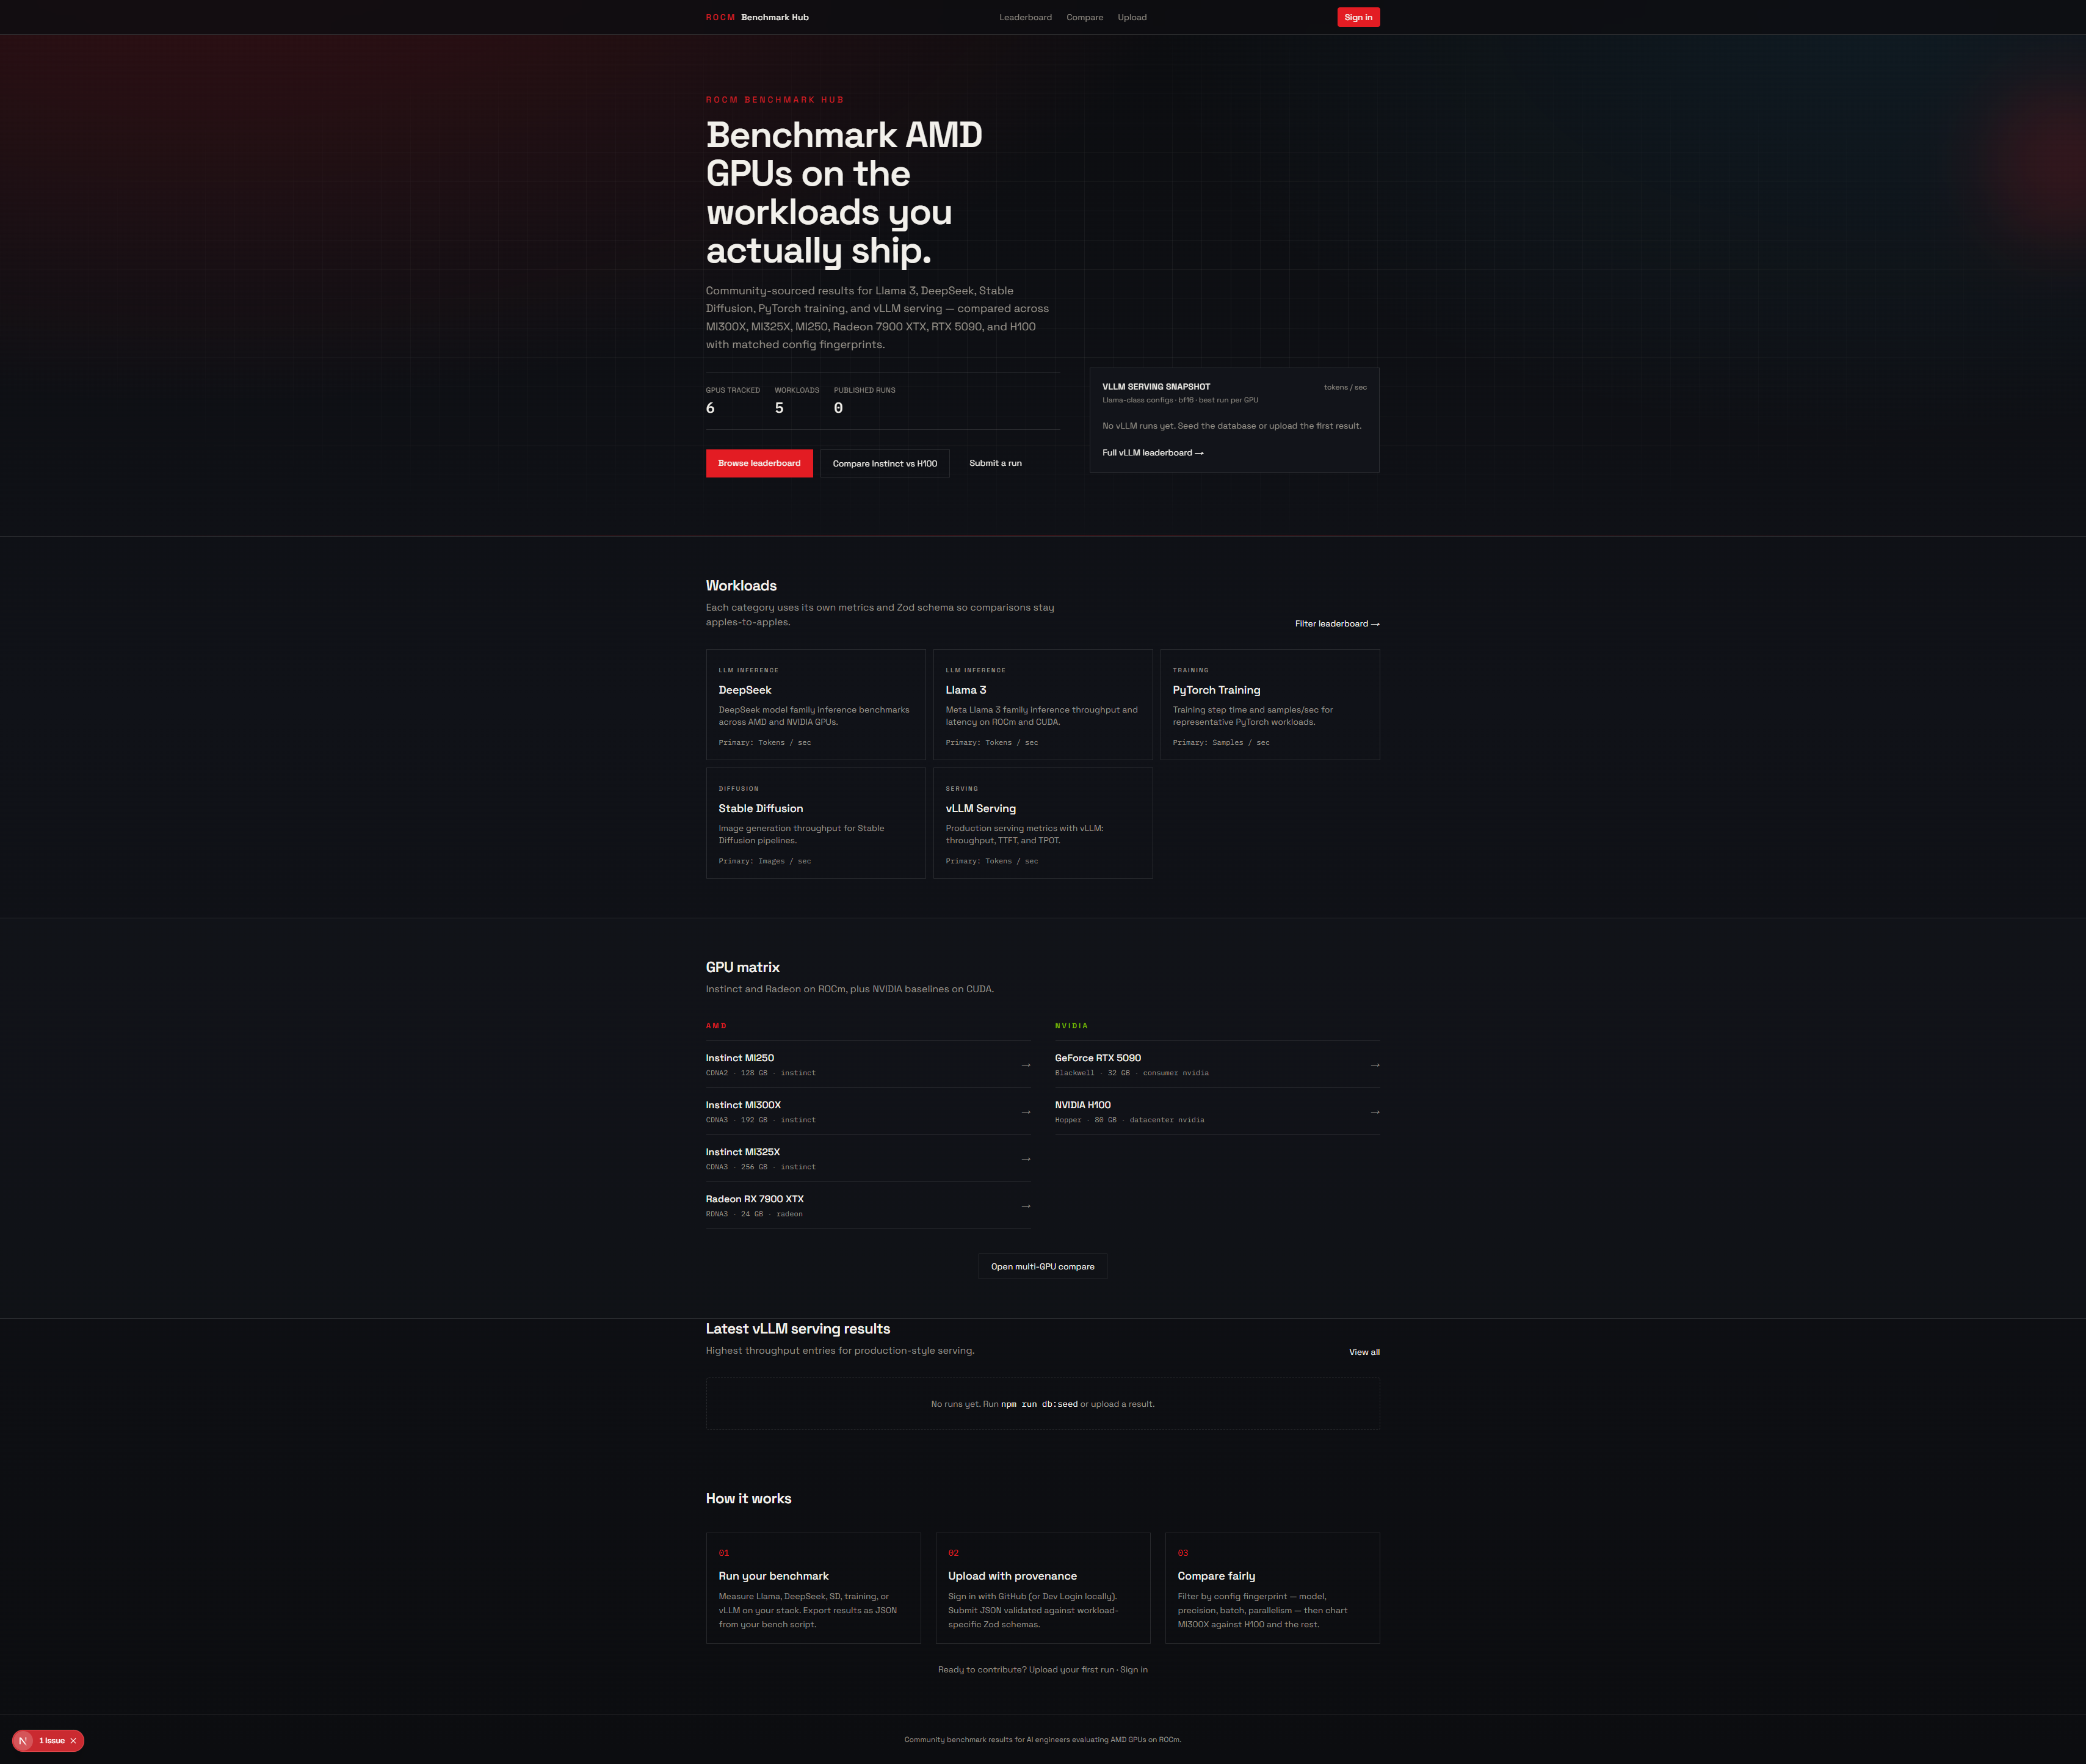 ROCM Benchmark Hub
Leaderboard Compare Upload
Sign in
ROCM BENCHMARK HUB
Benchmark AMD
GPUs on the
workloads you
actually ship.
Community-sourced results for Llama 3, DeepSeek, Stable
Diffusion, PyTorch training, and vLLM serving — compared across
MI300X, MI325X, MI250, Radeon 7900 XTX, RTX 5090, and H100
with matched config fingerprints.
GPUS TRACKED WORKLOADS PUBLISHED RUNS
6 5 0
Browse leaderboard Compare Instinct vs H100 Submit a run
VLLM SERVING SNAPSHOT tokens / sec
Llama-class configs · bf16 · best run per GPU
No vLLM runs yet. Seed the database or upload the first result.
Full vLLM leaderboard →
Workloads
Each category uses its own metrics and Zod schema so comparisons stay
apples-to-apples.
Filter leaderboard →
LLM INFERENCE
DeepSeek
DeepSeek model family inference benchmarks
across AMD and NVIDIA GPUs.
Primary: Tokens / sec
LLM INFERENCE
Llama 3
Meta Llama 3 family inference throughput and
latency on ROCm and CUDA.
Primary: Tokens / sec
TRAINING
PyTorch Training
Training step time and samples/sec for
representative PyTorch workloads.
Primary: Samples / sec
DIFFUSION
Stable Diffusion
Image generation throughput for Stable
Diffusion pipelines.
Primary: Images / sec
SERVING
vLLM Serving
Production serving metrics with vLLM:
throughput, TTFT, and TPOT.
Primary: Tokens / sec
GPU matrix
Instinct and Radeon on ROCm, plus NVIDIA baselines on CUDA.
AMD
Instinct MI250 →
CDNA2 · 128 GB · instinct
Instinct MI300X →
CDNA3 · 192 GB · instinct
Instinct MI325X →
CDNA3 · 256 GB · instinct
Radeon RX 7900 XTX →
RDNA3 · 24 GB · radeon
NVIDIA
GeForce RTX 5090 →
Blackwell · 32 GB · consumer nvidia
NVIDIA H100 →
Hopper · 80 GB · datacenter nvidia
Open multi-GPU compare
Latest vLLM serving results
Highest throughput entries for production-style serving.
View all
No runs yet. Run npm run db:seed or upload a result.
How it works
01
Run your benchmark
Measure Llama, DeepSeek, SD, training, or
vLLM on your stack. Export results as JSON
from your bench script.
02
Upload with provenance
Sign in with GitHub (or Dev Login locally).
Submit JSON validated against workload-
specific Zod schemas.
03
Compare fairly
Filter by config fingerprint — model,
precision, batch, parallelism — then chart
MI300X against H100 and the rest.
Ready to contribute? Upload your first run · Sign in
N 1 Issue ×
Community benchmark results for AI engineers evaluating AMD GPUs on ROCm.